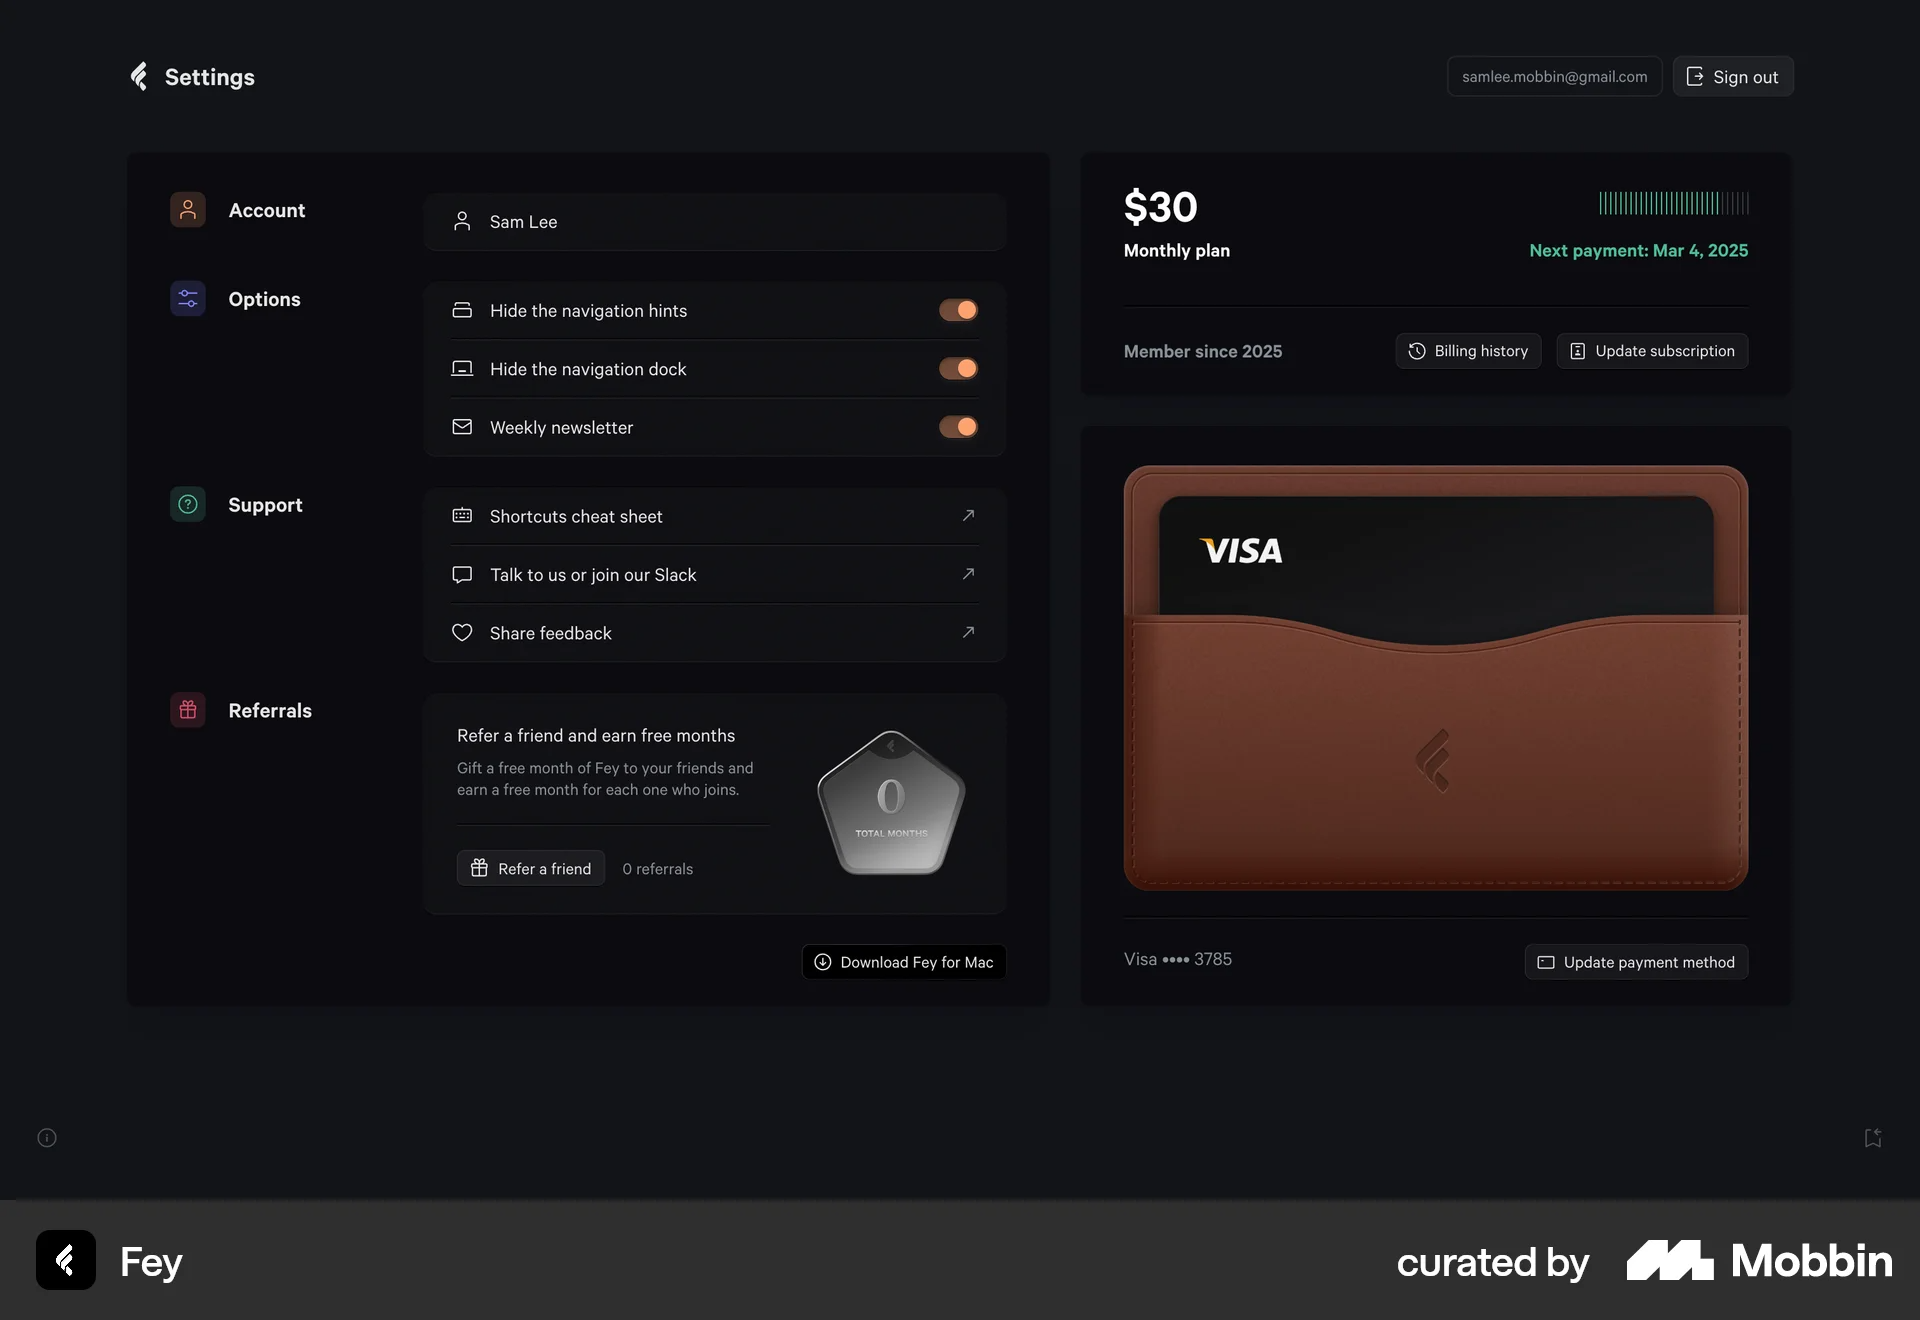 Settings
samlee.mobbin@gmail.com
Sign out
Account
Sam Lee
Options
Hide the navigation hints
Hide the navigation dock
Weekly newsletter
Support
Shortcuts cheat sheet
Talk to us or join our Slack
Share feedback
Referrals
Refer a friend and earn free months
Gift a free month of Fey to your friends and
earn a free month for each one who joins.
Refer a friend
0 referrals
0
TOTAL MONTHS
Download Fey for Mac
$30
Monthly plan
Next payment: Mar 4, 2025
Member since 2025
Billing history
Update subscription
VISA
Visa •••• 3785
Update payment method
Fey
curated by
Mobbin